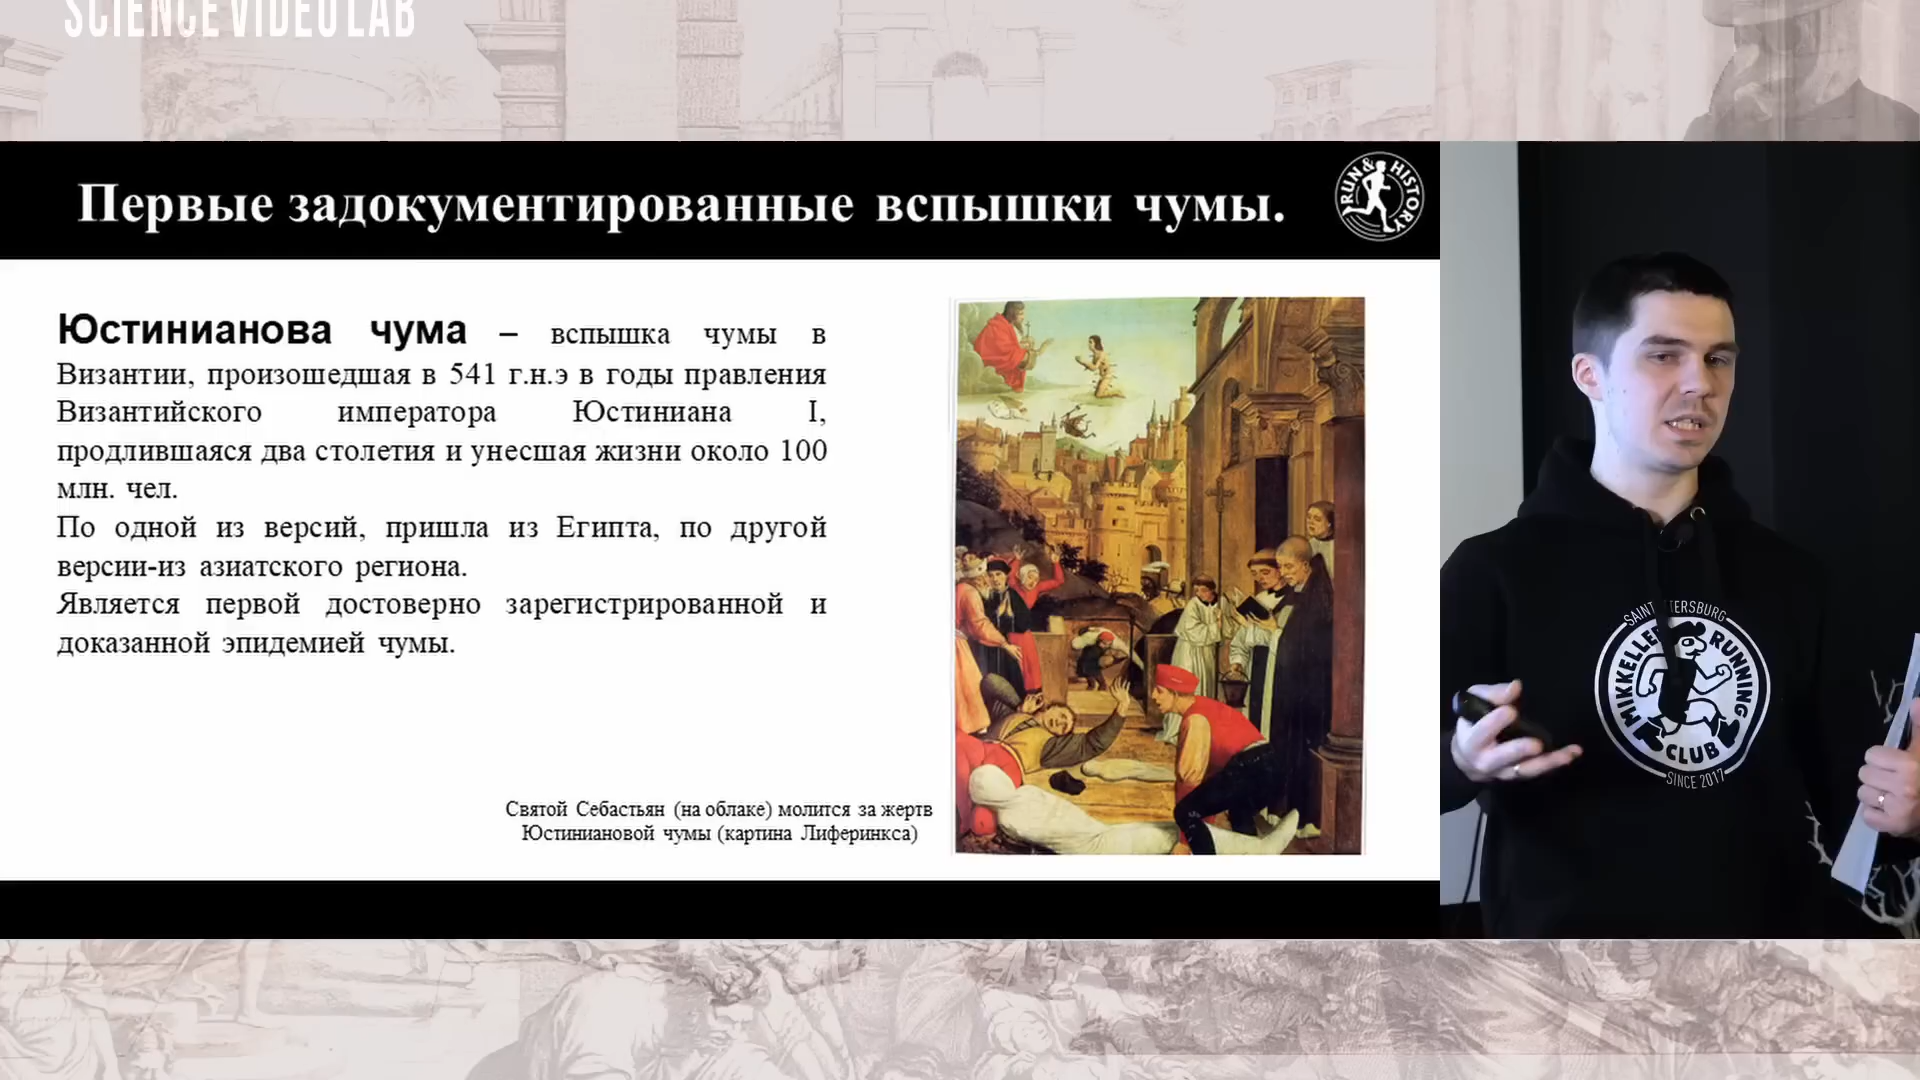 SCIENCE VIDEO LAB
Первые задокументированные вспышки чумы.
RUN & HISTORY
Юстинианова чума – вспышка чумы в
Византии, произошедшая в 541 г.н.э в годы правления
Византийского императора Юстиниана I,
продлившаяся два столетия и унесшая жизни около 100
млн. чел.
По одной из версий, пришла из Египта, по другой
версии-из азиатского региона.
Является первой достоверно зарегистрированной и
доказанной эпидемией чумы.
Святой Себастьян (на облаке) молится за жертв
Юстиниановой чумы (картина Лиферинкса)
SAINT PETERSBURG
MIKKELLER RUNNING
CLUB
SINCE 2017